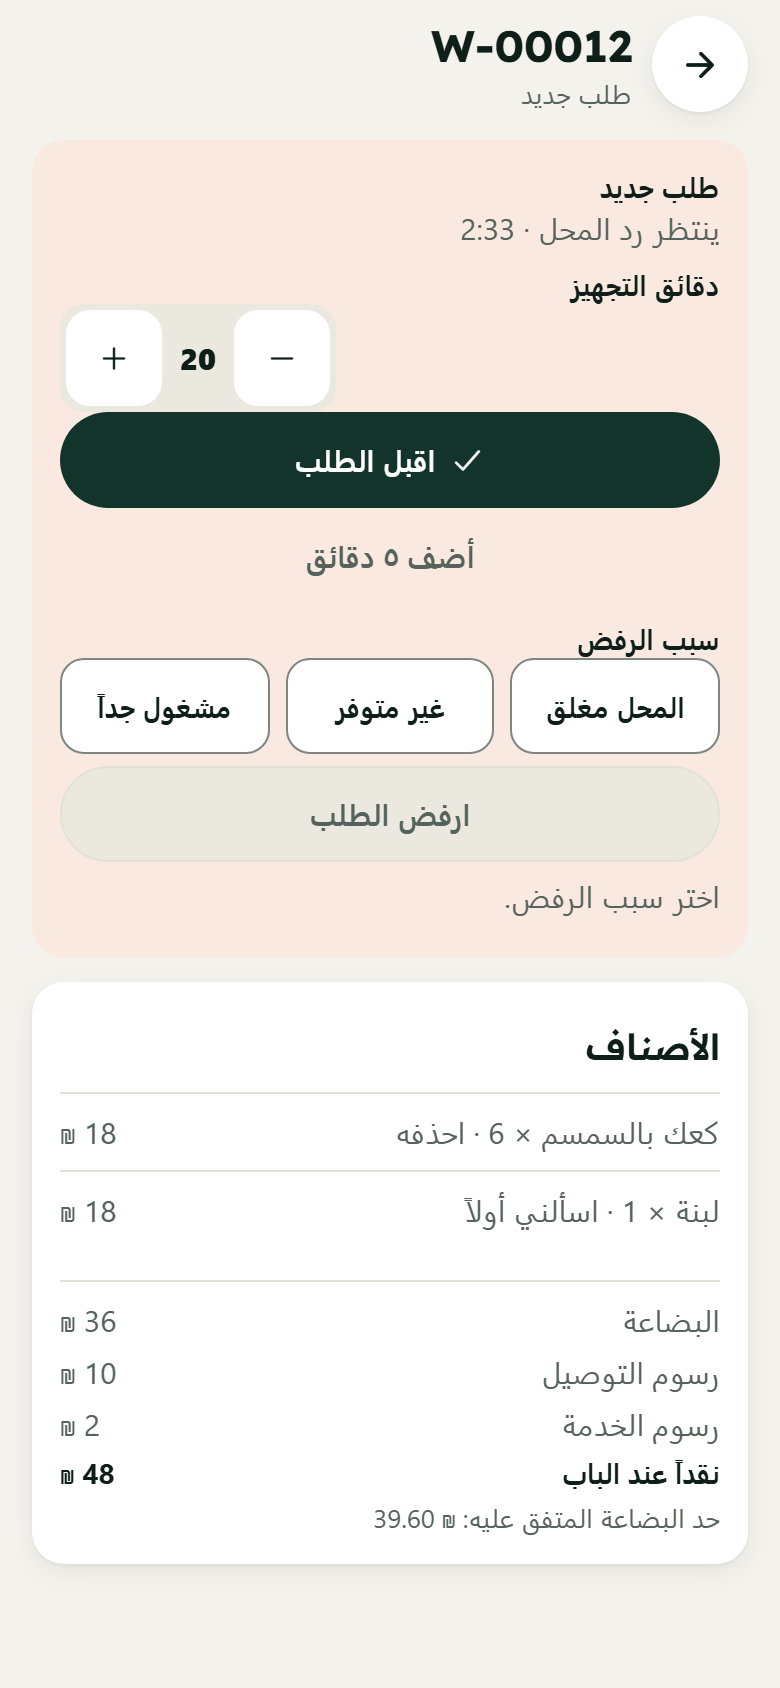 W-00012
طلب جديد
طلب جديد
ينتظر رد المحل · 2:33
دقائق التجهيز
− 20 +
اقبل الطلب
أضف ٥ دقائق
سبب الرفض
المحل مغلق
غير متوفر
مشغول جداً
ارفض الطلب
اختر سبب الرفض.
الأصناف
كعك بالسمسم × 6 · احذفه 18 ₪
لبنة × 1 · اسألني أولاً 18 ₪
البضاعة 36 ₪
رسوم التوصيل 10 ₪
رسوم الخدمة 2 ₪
نقداً عند الباب 48 ₪
حد البضاعة المتفق عليه: ₪ 39.60